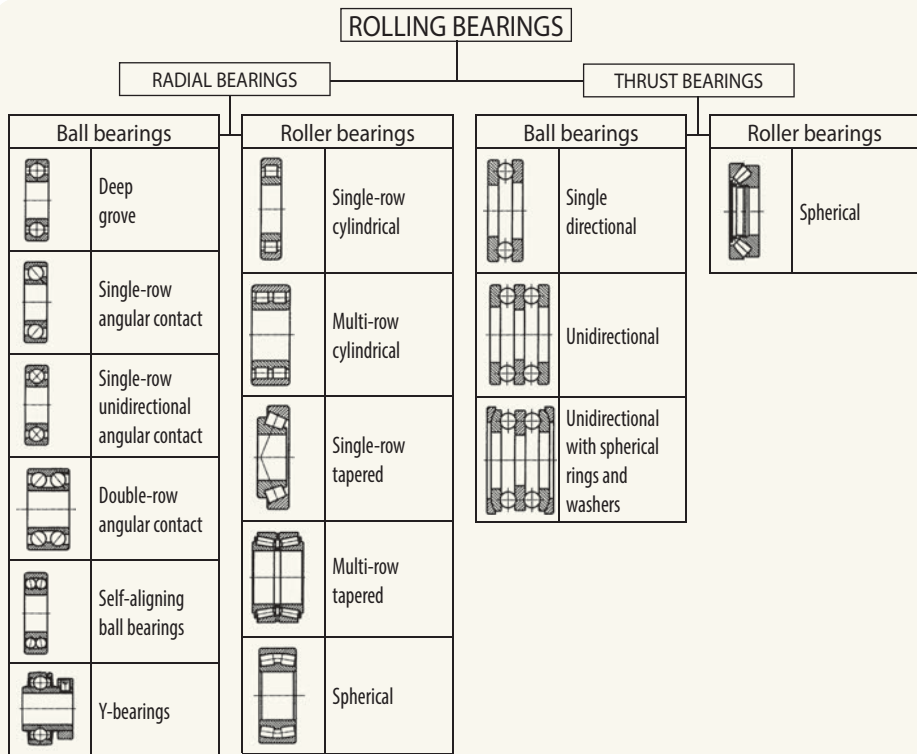 ROLLING BEARINGS
RADIAL BEARINGS
THRUST BEARINGS
Ball bearings
Deep
grove
Single-row
angular contact
Single-row
unidirectional
angular contact
Double-row
angular contact
Self-aligning
ball bearings
Y-bearings
Roller bearings
Single-row
cylindrical
Multi-row
cylindrical
Single-row
tapered
Multi-row
tapered
Spherical
Ball bearings
Single
directional
Unidirectional
Unidirectional
with spherical
rings and
washers
Roller bearings
Spherical